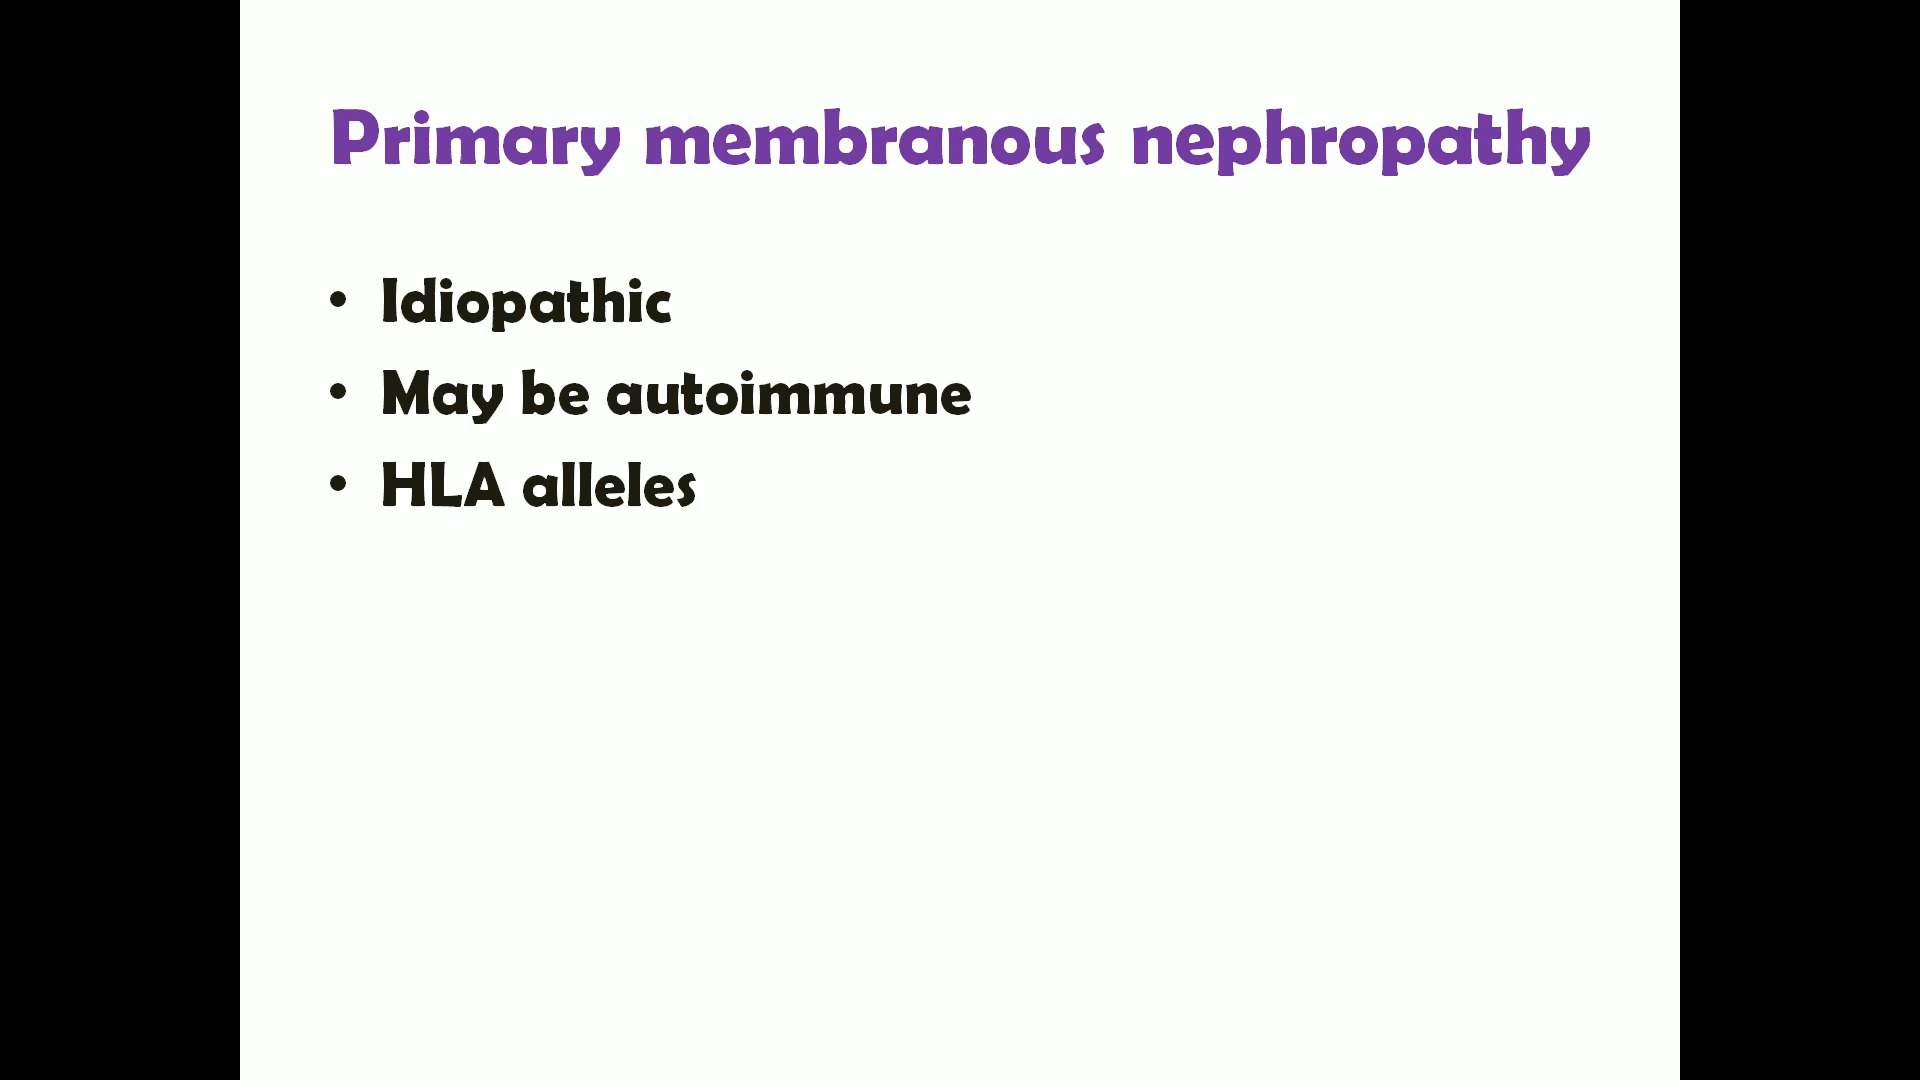 Primary membranous nephropathy
• Idiopathic
• May be autoimmune
• HLA alleles